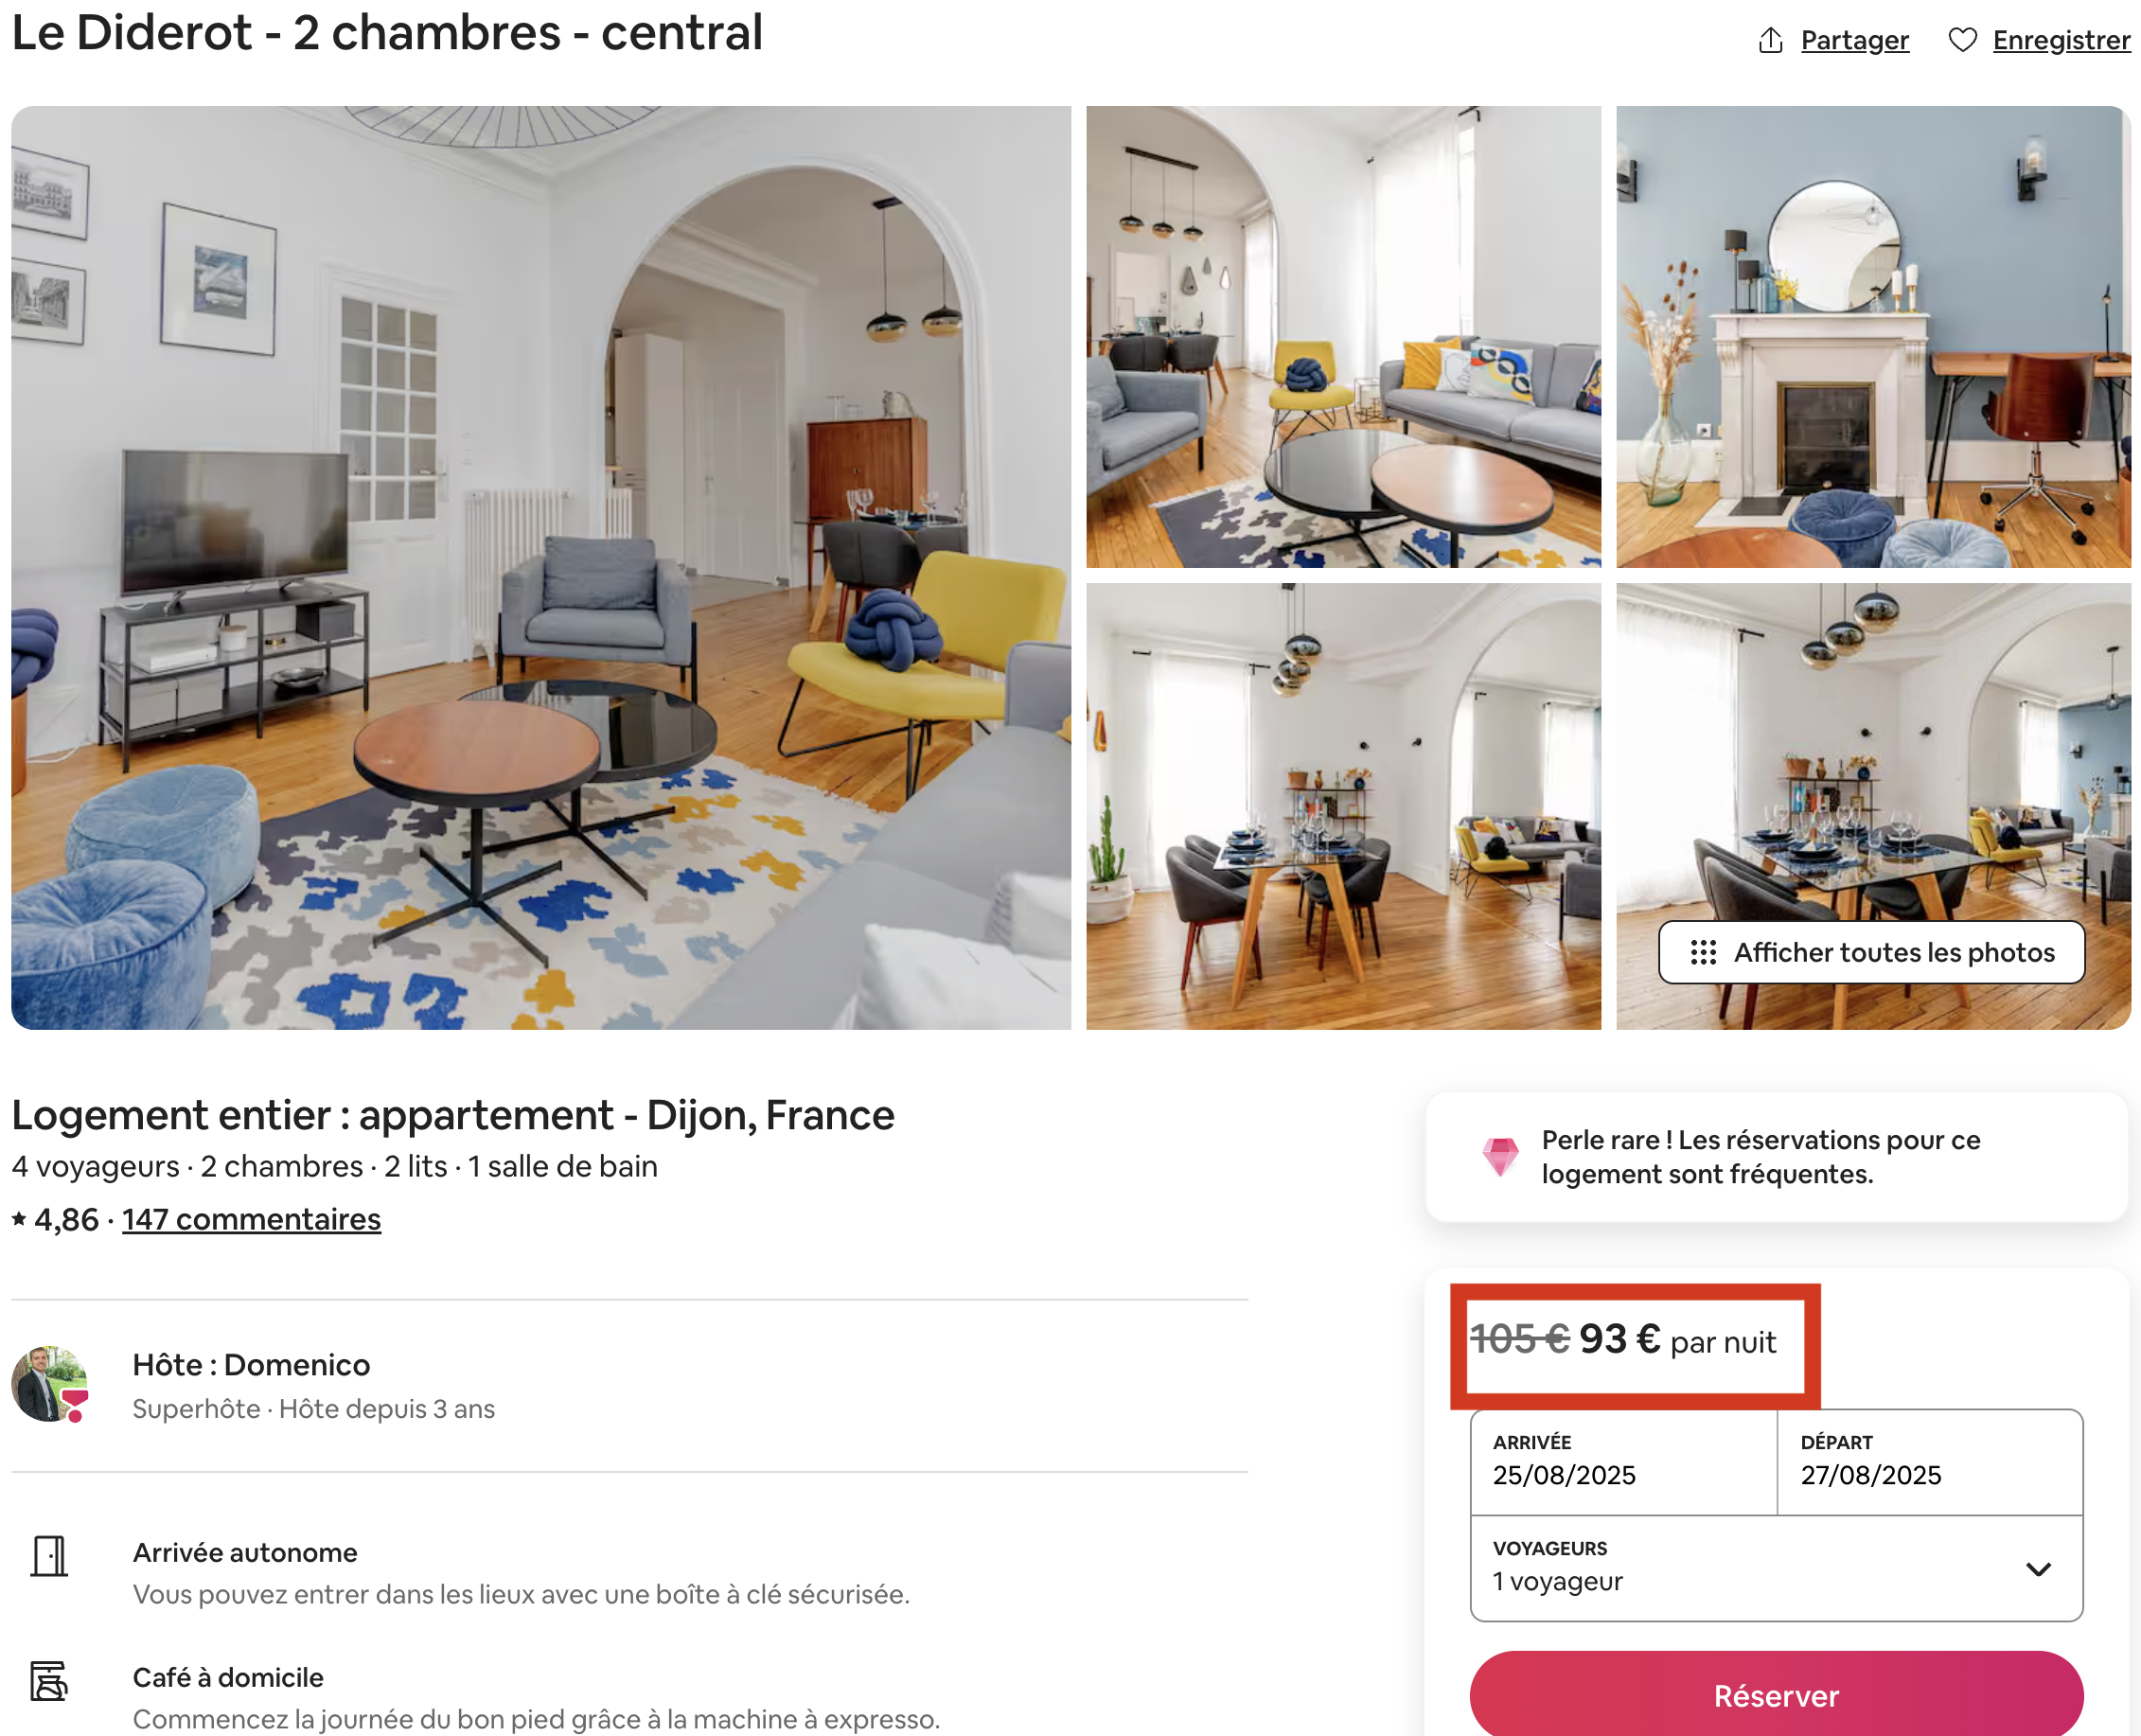 Le Diderot - 2 chambres - central
Partager
Enregistrer
Afficher toutes les photos
Logement entier : appartement - Dijon, France
4 voyageurs · 2 chambres · 2 lits · 1 salle de bain
4,86 · 147 commentaires
Perle rare ! Les réservations pour ce
logement sont fréquentes.
105 € 93 € par nuit
ARRIVÉE
25/08/2025
DÉPART
27/08/2025
VOYAGEURS
1 voyageur
Réserver
Hôte : Domenico
Superhôte · Hôte depuis 3 ans
Arrivée autonome
Vous pouvez entrer dans les lieux avec une boîte à clé sécurisée.
Café à domicile
Commencez la journée du bon pied grâce à la machine à expresso.